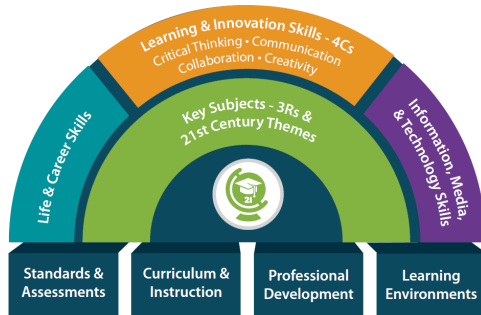 Learning & Innovation Skills - 4Cs
Critical Thinking • Communication
Collaboration • Creativity
Life & Career Skills
Key Subjects - 3Rs &
21st Century Themes
Information, Media,
& Technology Skills
21
Standards &
Assessments
Curriculum &
Instruction
Professional
Development
Learning
Environments